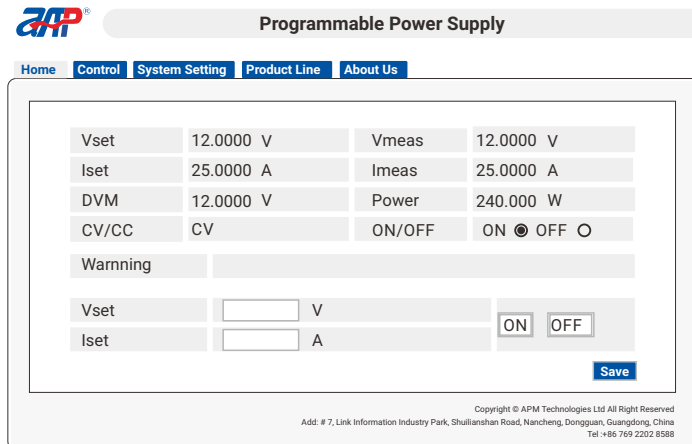 APM® Programmable Power Supply
Home Control System Setting Product Line About Us
Vset 12.0000 V Vmeas 12.0000 V
Iset 25.0000 A Imeas 25.0000 A
DVM 12.0000 V Power 240.000 W
CV/CC CV ON/OFF ON OFF
Warnning
Vset V
ON OFF
Iset A
Save
Copyright © APM Technologies Ltd All Right Reserved
Add: # 7, Link Information Industry Park, Shuilianshan Road, Nancheng, Dongguan, Guangdong, China
Tel :+86 769 2202 8588